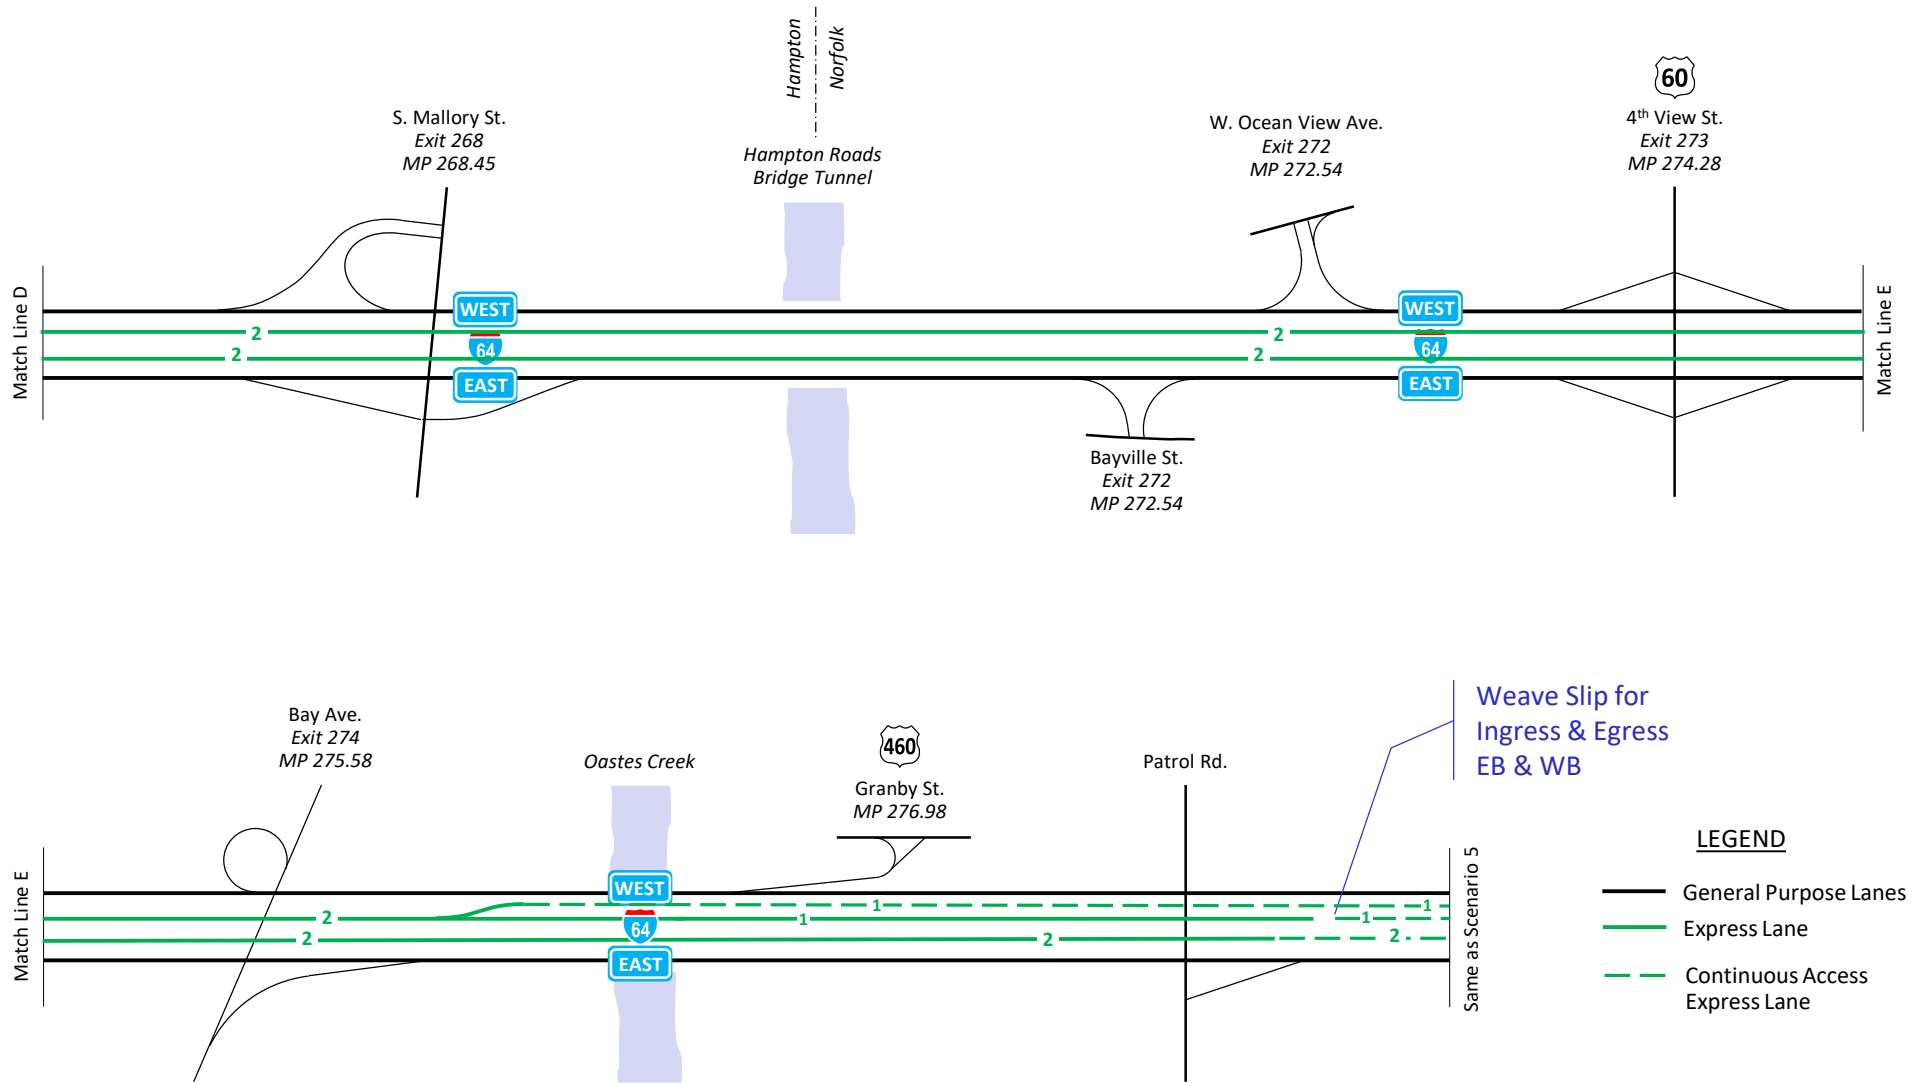 Hampton
Norfolk
60
S. Mallory St.
Exit 268
MP 268.45
Hampton Roads
Bridge Tunnel
W. Ocean View Ave.
Exit 272
MP 272.54
4th View St.
Exit 273
MP 274.28
Match Line D
WEST
WEST
Match Line E
2
2
2
2
64
64
EAST
EAST
Bayville St.
Exit 272
MP 272.54
Weave Slip for
Ingress & Egress
EB & WB
Bay Ave.
Exit 274
MP 275.58
Oastes Creek
460
Granby St.
MP 276.98
Patrol Rd.
LEGEND
General Purpose Lanes
Express Lane
Continuous Access
Express Lane
Match Line E
WEST
1
1
2
1
1
64
2
2
2
EAST
Same as Scenario 5